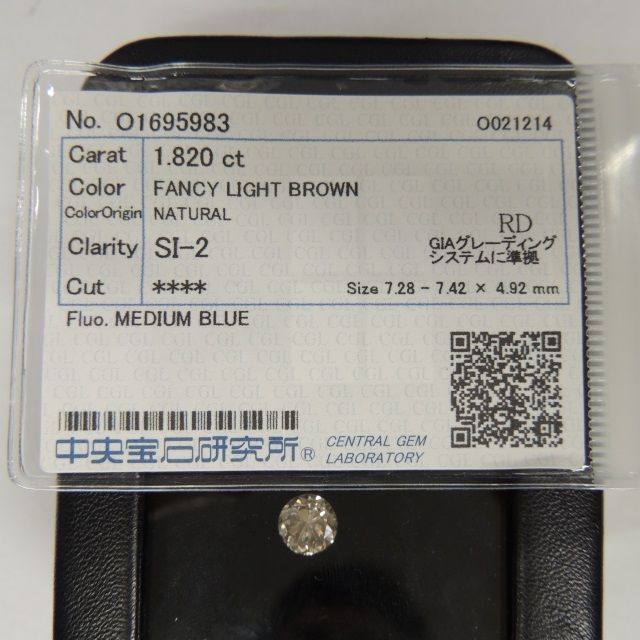 No. O1695983 O021214
Carat 1.820 ct
Color FANCY LIGHT BROWN
ColorOrigin NATURAL
RD
Clarity SI-2 GIAグレーディング
システムに準拠
Cut **** Size 7.28 - 7.42 × 4.92 mm
Fluo. MEDIUM BLUE
中央宝石研究所® CENTRAL GEM
LABORATORY